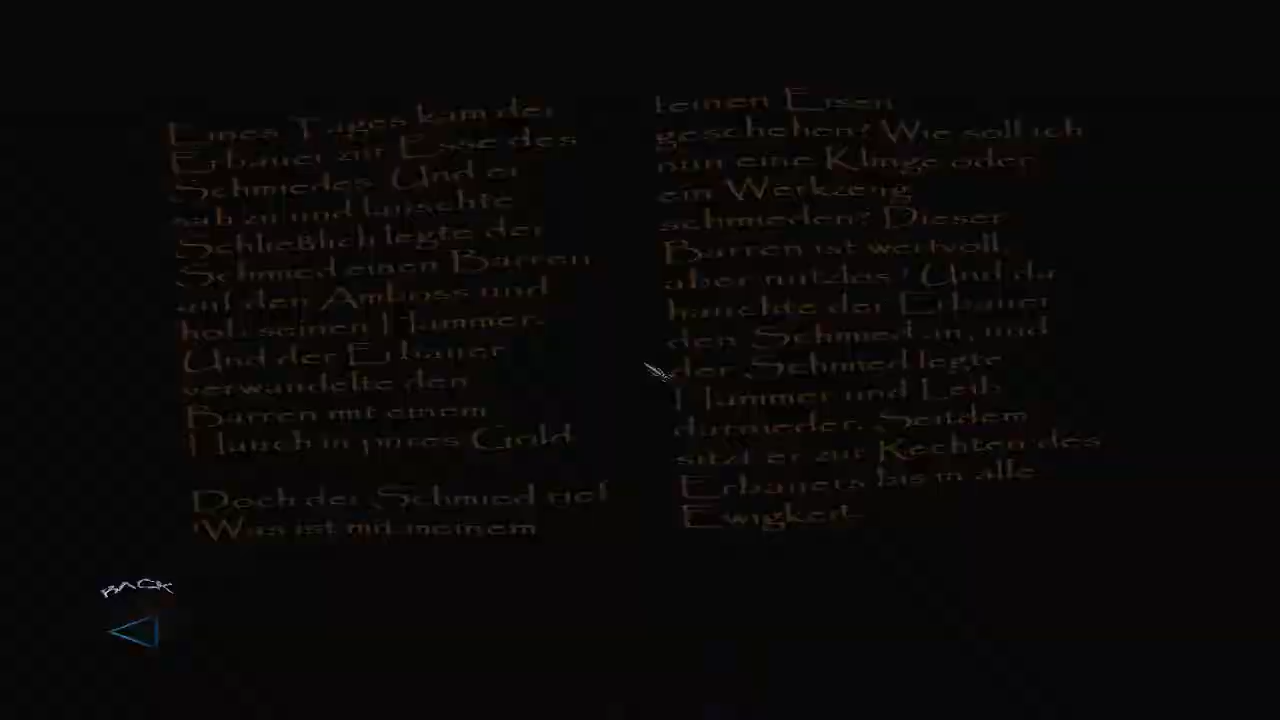 Eines Tages kam der
Erbauer zur Esse des
Schmiedes. Und er
sah zu und lauschte
Schließlich legte der
Schmied einen Barren
auf den Amboss und
hob seinen Hammer.
Und der Erbauer
verwandelte den
Barren mit einem
Hauch in pures Gold
Doch der Schmied rief
"Was ist mit meinem
feinen Eisen
geschehen? Wie soll ich
nun eine Klinge oder
ein Werkzeug
schmieden? Dieser
Barren ist wertvoll,
aber nutzlos! Und da
hauchte der Erbauer
den Schmied an, und
der Schmied legte
Hammer und Leib
darnieder. Seitdem
sitzt er zur Rechten des
Erbauers bis in alle
Ewigkeit.
BACK